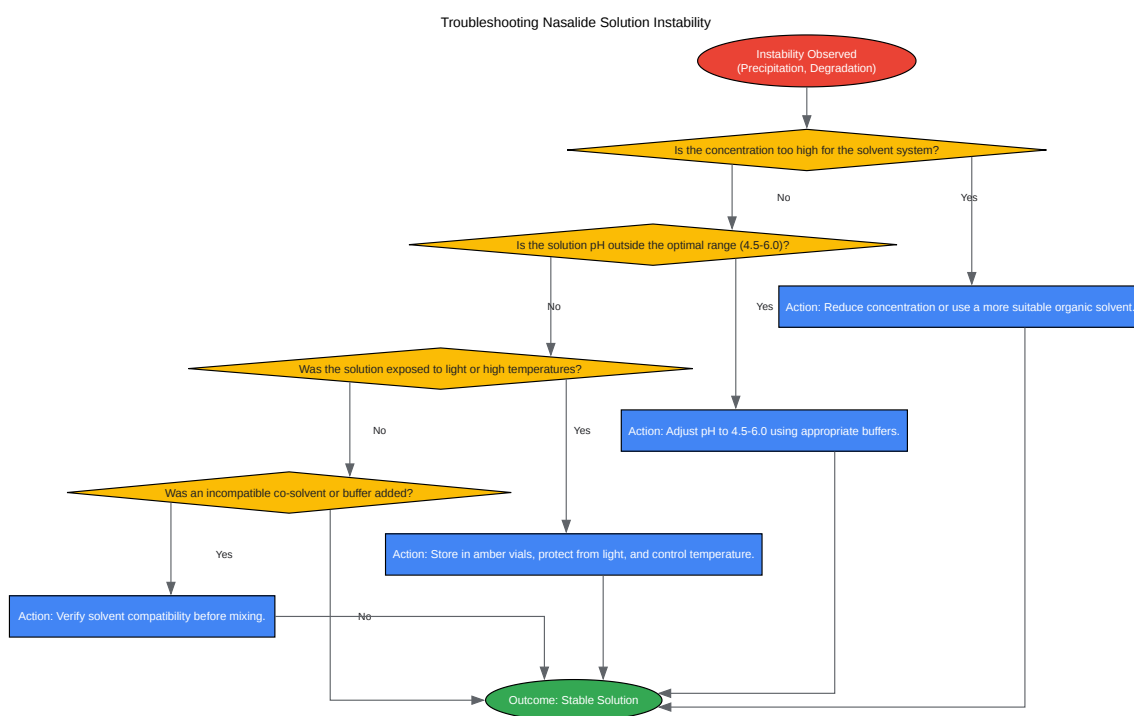 Troubleshooting Nasalide Solution Instability
Instability Observed
(Precipitation, Degradation)
Is the concentration too high for the solvent system?
No
Yes
Is the solution pH outside the optimal range (4.5-6.0)?
No
Yes
Action: Reduce concentration or use a more suitable organic solvent.
Was the solution exposed to light or high temperatures?
No
Yes
Action: Adjust pH to 4.5-6.0 using appropriate buffers.
Was an incompatible co-solvent or buffer added?
Yes
Action: Store in amber vials, protect from light, and control temperature.
Action: Verify solvent compatibility before mixing.
No
Outcome: Stable Solution